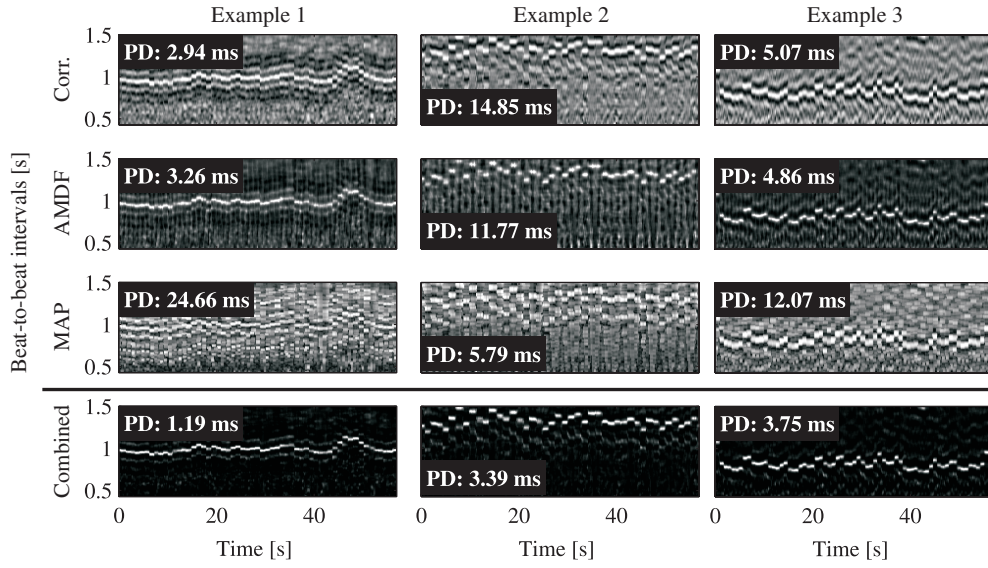 Example 1 Example 2 Example 3
Beat-to-beat intervals [s]
Corr.
1.5
1
0.5
PD: 2.94 ms
PD: 14.85 ms
PD: 5.07 ms
AMDF
1.5
1
0.5
PD: 3.26 ms
PD: 11.77 ms
PD: 4.86 ms
MAP
1.5
1
0.5
PD: 24.66 ms
PD: 5.79 ms
PD: 12.07 ms
Combined
1.5
1
0.5
PD: 1.19 ms
PD: 3.39 ms
PD: 3.75 ms
0 20 40 0 20 40 0 20 40
Time [s] Time [s] Time [s]